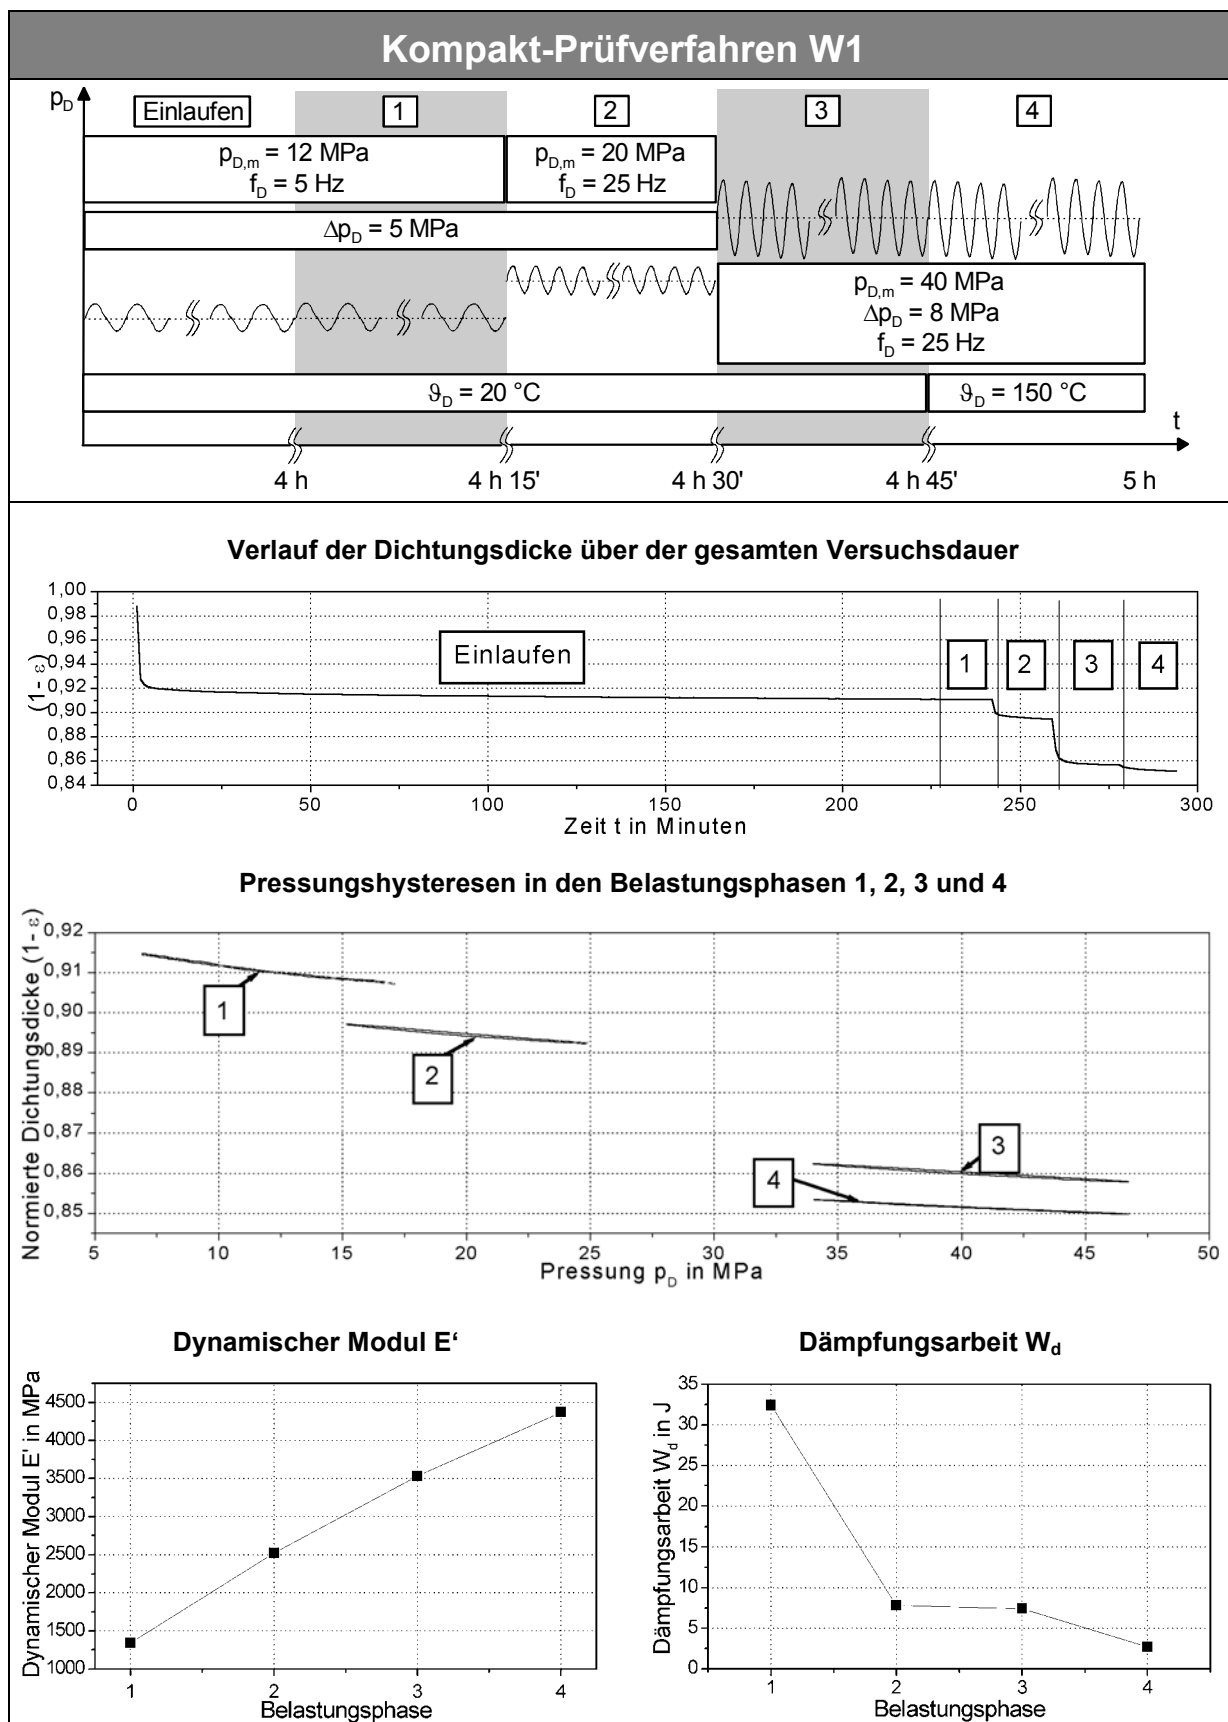 Kompakt-Prüfverfahren W1
p_D
Einlaufen 1 2 3 4
p_D,m = 12 MPa
f_D = 5 Hz
p_D,m = 20 MPa
f_D = 25 Hz
Δp_D = 5 MPa
p_D,m = 40 MPa
Δp_D = 8 MPa
f_D = 25 Hz
ϑ_D = 20 °C
ϑ_D = 150 °C
t
4 h 4 h 15' 4 h 30' 4 h 45' 5 h
Verlauf der Dichtungsdicke über der gesamten Versuchsdauer
(1- ε)
1,00
0,98
0,96
0,94
0,92
0,90
0,86
0,84
Einlaufen 1 2 3 4
0 50 100 150 200 250 300
Zeit t in Minuten
Pressungshysteresen in den Belastungsphasen 1, 2, 3 und 4
Normierte Dichtungsdicke (1- ε)
0,92
0,91
0,90
0,89
0,88
0,87
0,86
0,85
1
2
3
4
5 10 15 20 25 30 35 40 45 50
Pressung p_D in MPa
Dynamischer Modul E‘
Dynamischer Modul E' in MPa
4500
4000
3500
3000
2500
2000
1500
1000
1 2 3 4
Belastungsphase
Dämpfungsarbeit W_d
Dämpfungsarbeit W_d in J
35
30
25
20
15
10
5
0
1 2 3 4
Belastungsphase